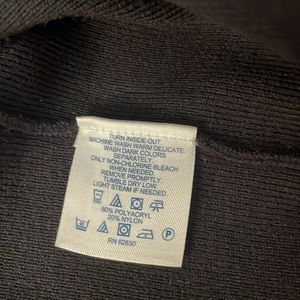 TURN INSIDE OUT
MACHINE WASH WARM DELICATE
WASH DARK COLORS
SEPARATELY.
ONLY NON-CHLORINE BLEACH
WHEN NEEDED.
REMOVE PROMPTLY.
TUMBLE DRY LOW.
LIGHT STEAM IF NEEDED.
80% POLYACRYL
20% NYLON
P
RN 62830